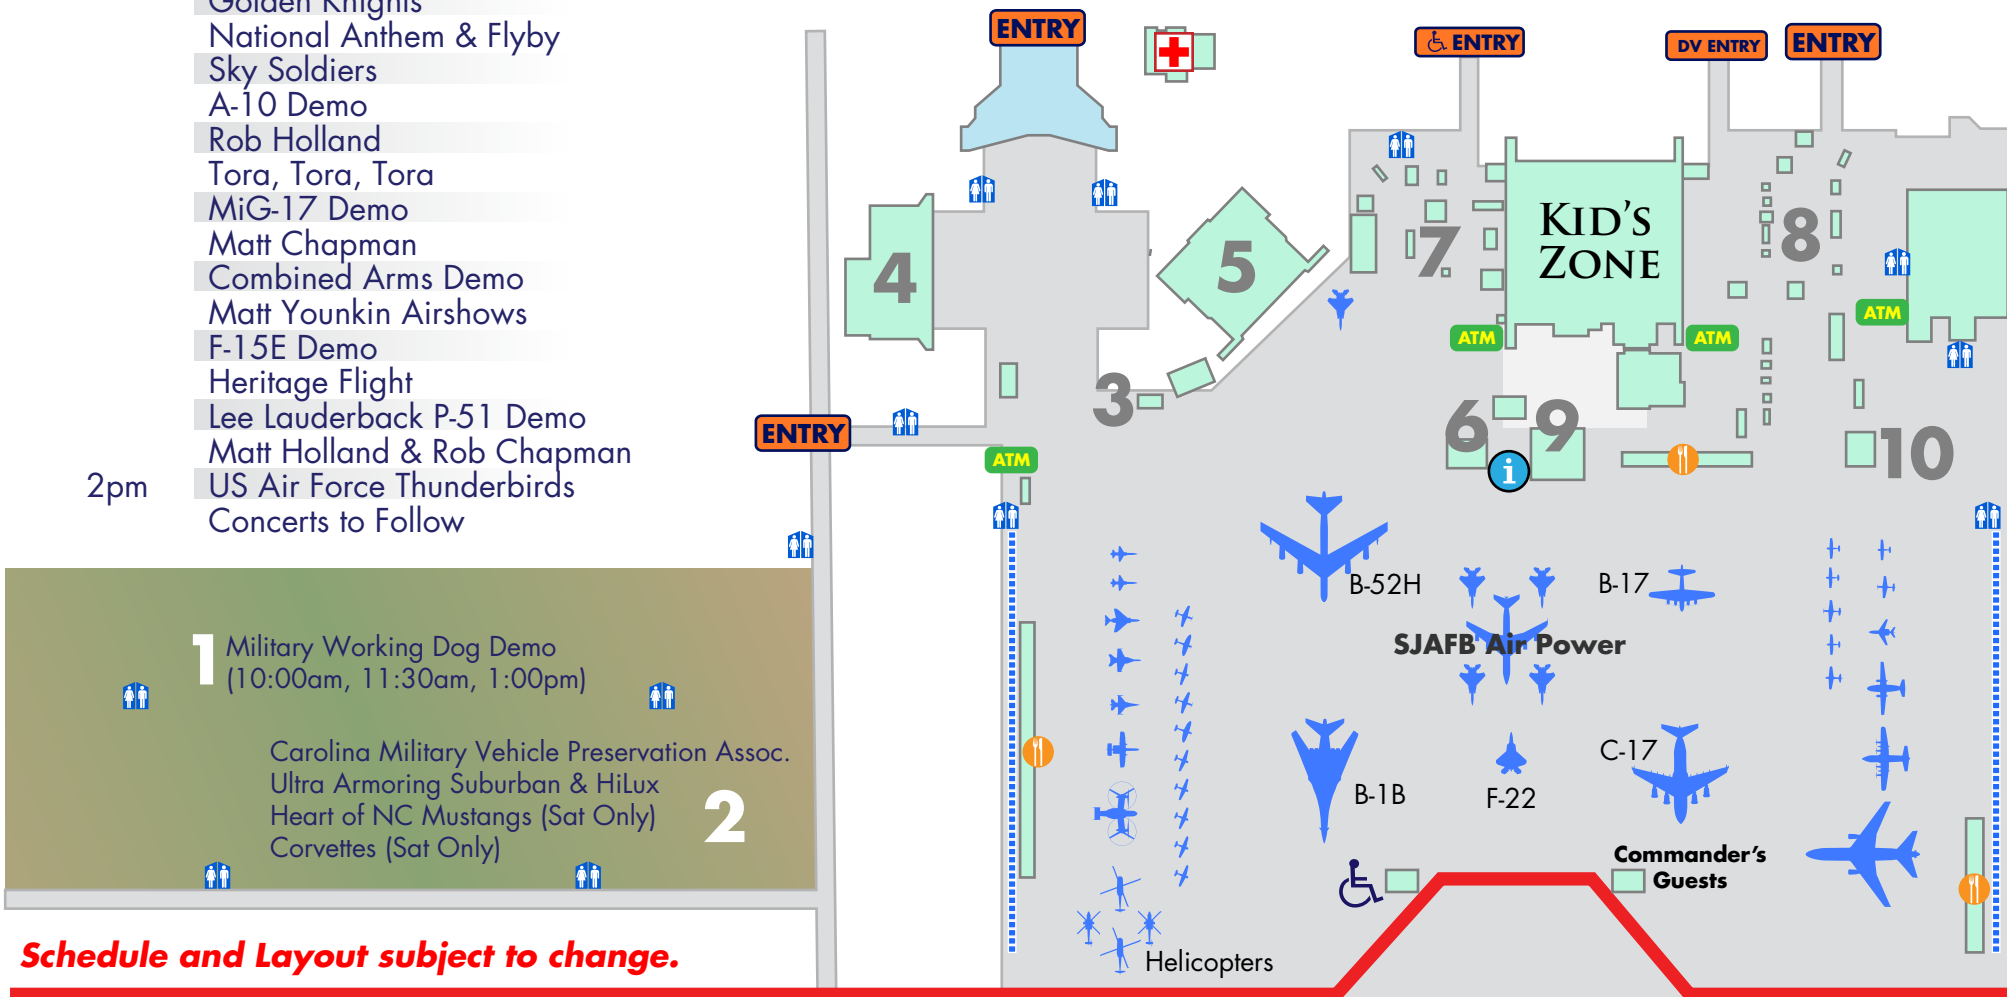 Golden Knights
National Anthem & Flyby
Sky Soldiers
A-10 Demo
Rob Holland
Tora, Tora, Tora
MiG-17 Demo
Matt Chapman
Combined Arms Demo
Matt Younkin Airshows
F-15E Demo
Heritage Flight
Lee Lauderback P-51 Demo
Matt Holland & Rob Chapman
2pm US Air Force Thunderbirds
Concerts to Follow
1 Military Working Dog Demo
(10:00am, 11:30am, 1:00pm)
Carolina Military Vehicle Preservation Assoc.
Ultra Armoring Suburban & HiLux
Heart of NC Mustangs (Sat Only)
Corvettes (Sat Only)
2
Schedule and Layout subject to change.
ENTRY
ENTRY
DV ENTRY
ENTRY
KID'S
ZONE
4
5
7
8
ATM
ATM
ATM
3
6
9
10
ENTRY
ATM
i
B-52H
B-17
SJAFB Air Power
C-17
B-1B
F-22
Commander's
Guests
Helicopters